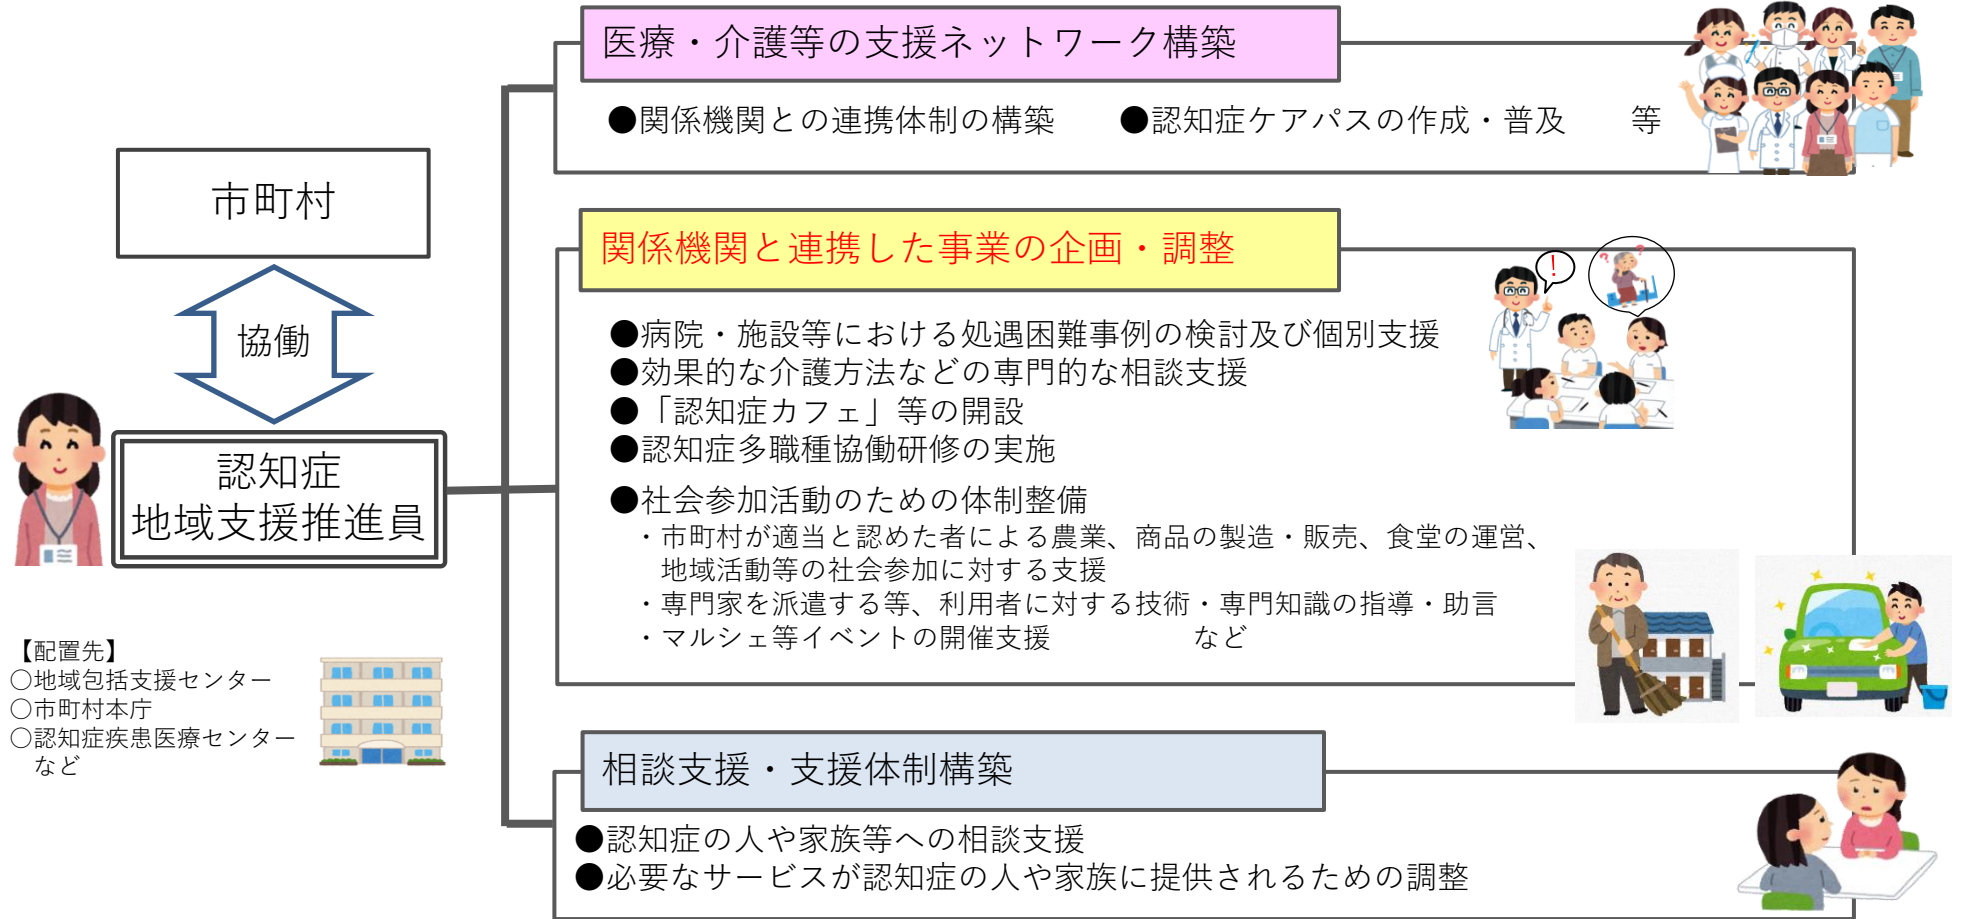 医療・介護等の支援ネットワーク構築
●関係機関との連携体制の構築　●認知症ケアパスの作成・普及　等
市町村
協働
認知症
地域支援推進員
【配置先】
○地域包括支援センター
○市町村本庁
○認知症疾患医療センター
など
関係機関と連携した事業の企画・調整
!
? ?
●病院・施設等における処遇困難事例の検討及び個別支援
●効果的な介護方法などの専門的な相談支援
●「認知症カフェ」等の開設
●認知症多職種協働研修の実施
●社会参加活動のための体制整備
・市町村が適当と認めた者による農業、商品の製造・販売、食堂の運営、
地域活動等の社会参加に対する支援
・専門家を派遣する等、利用者に対する技術・専門知識の指導・助言
・マルシェ等イベントの開催支援　など
相談支援・支援体制構築
●認知症の人や家族等への相談支援
●必要なサービスが認知症の人や家族に提供されるための調整